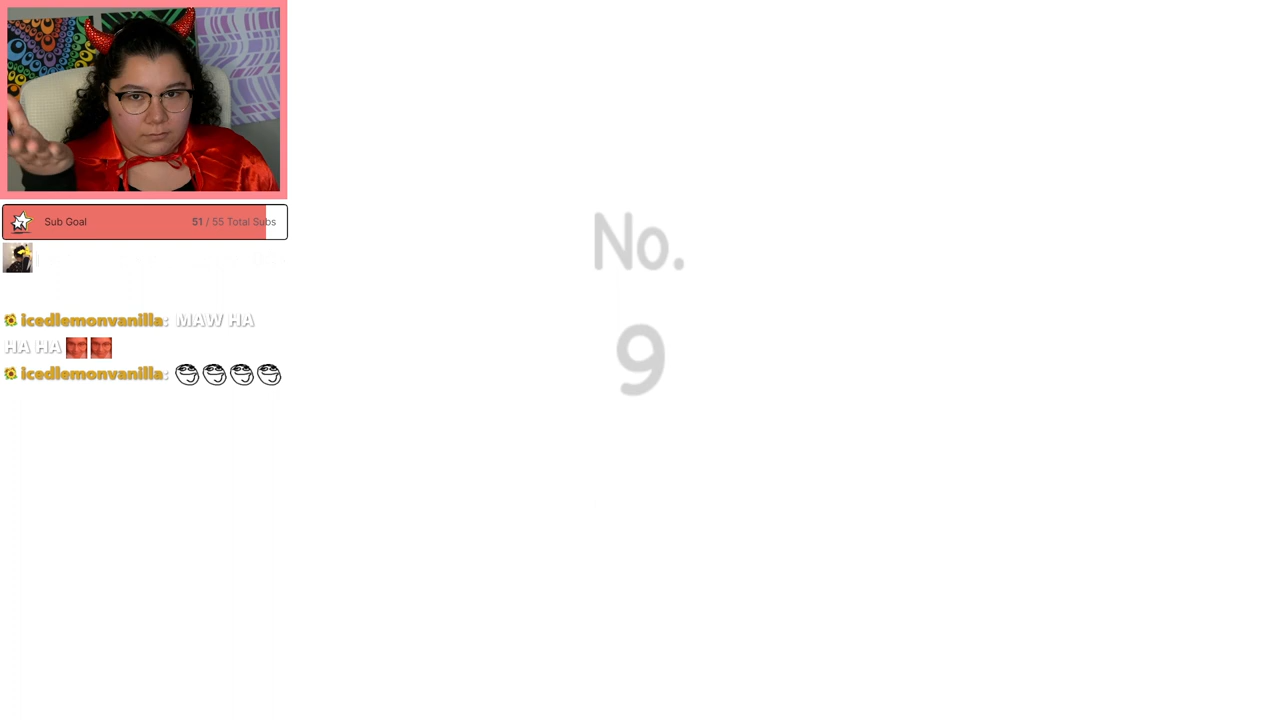 Sub Goal 51 / 55 Total Subs
No.
9
icedlemonvanilla: MAW HA
HA HA
icedlemonvanilla: